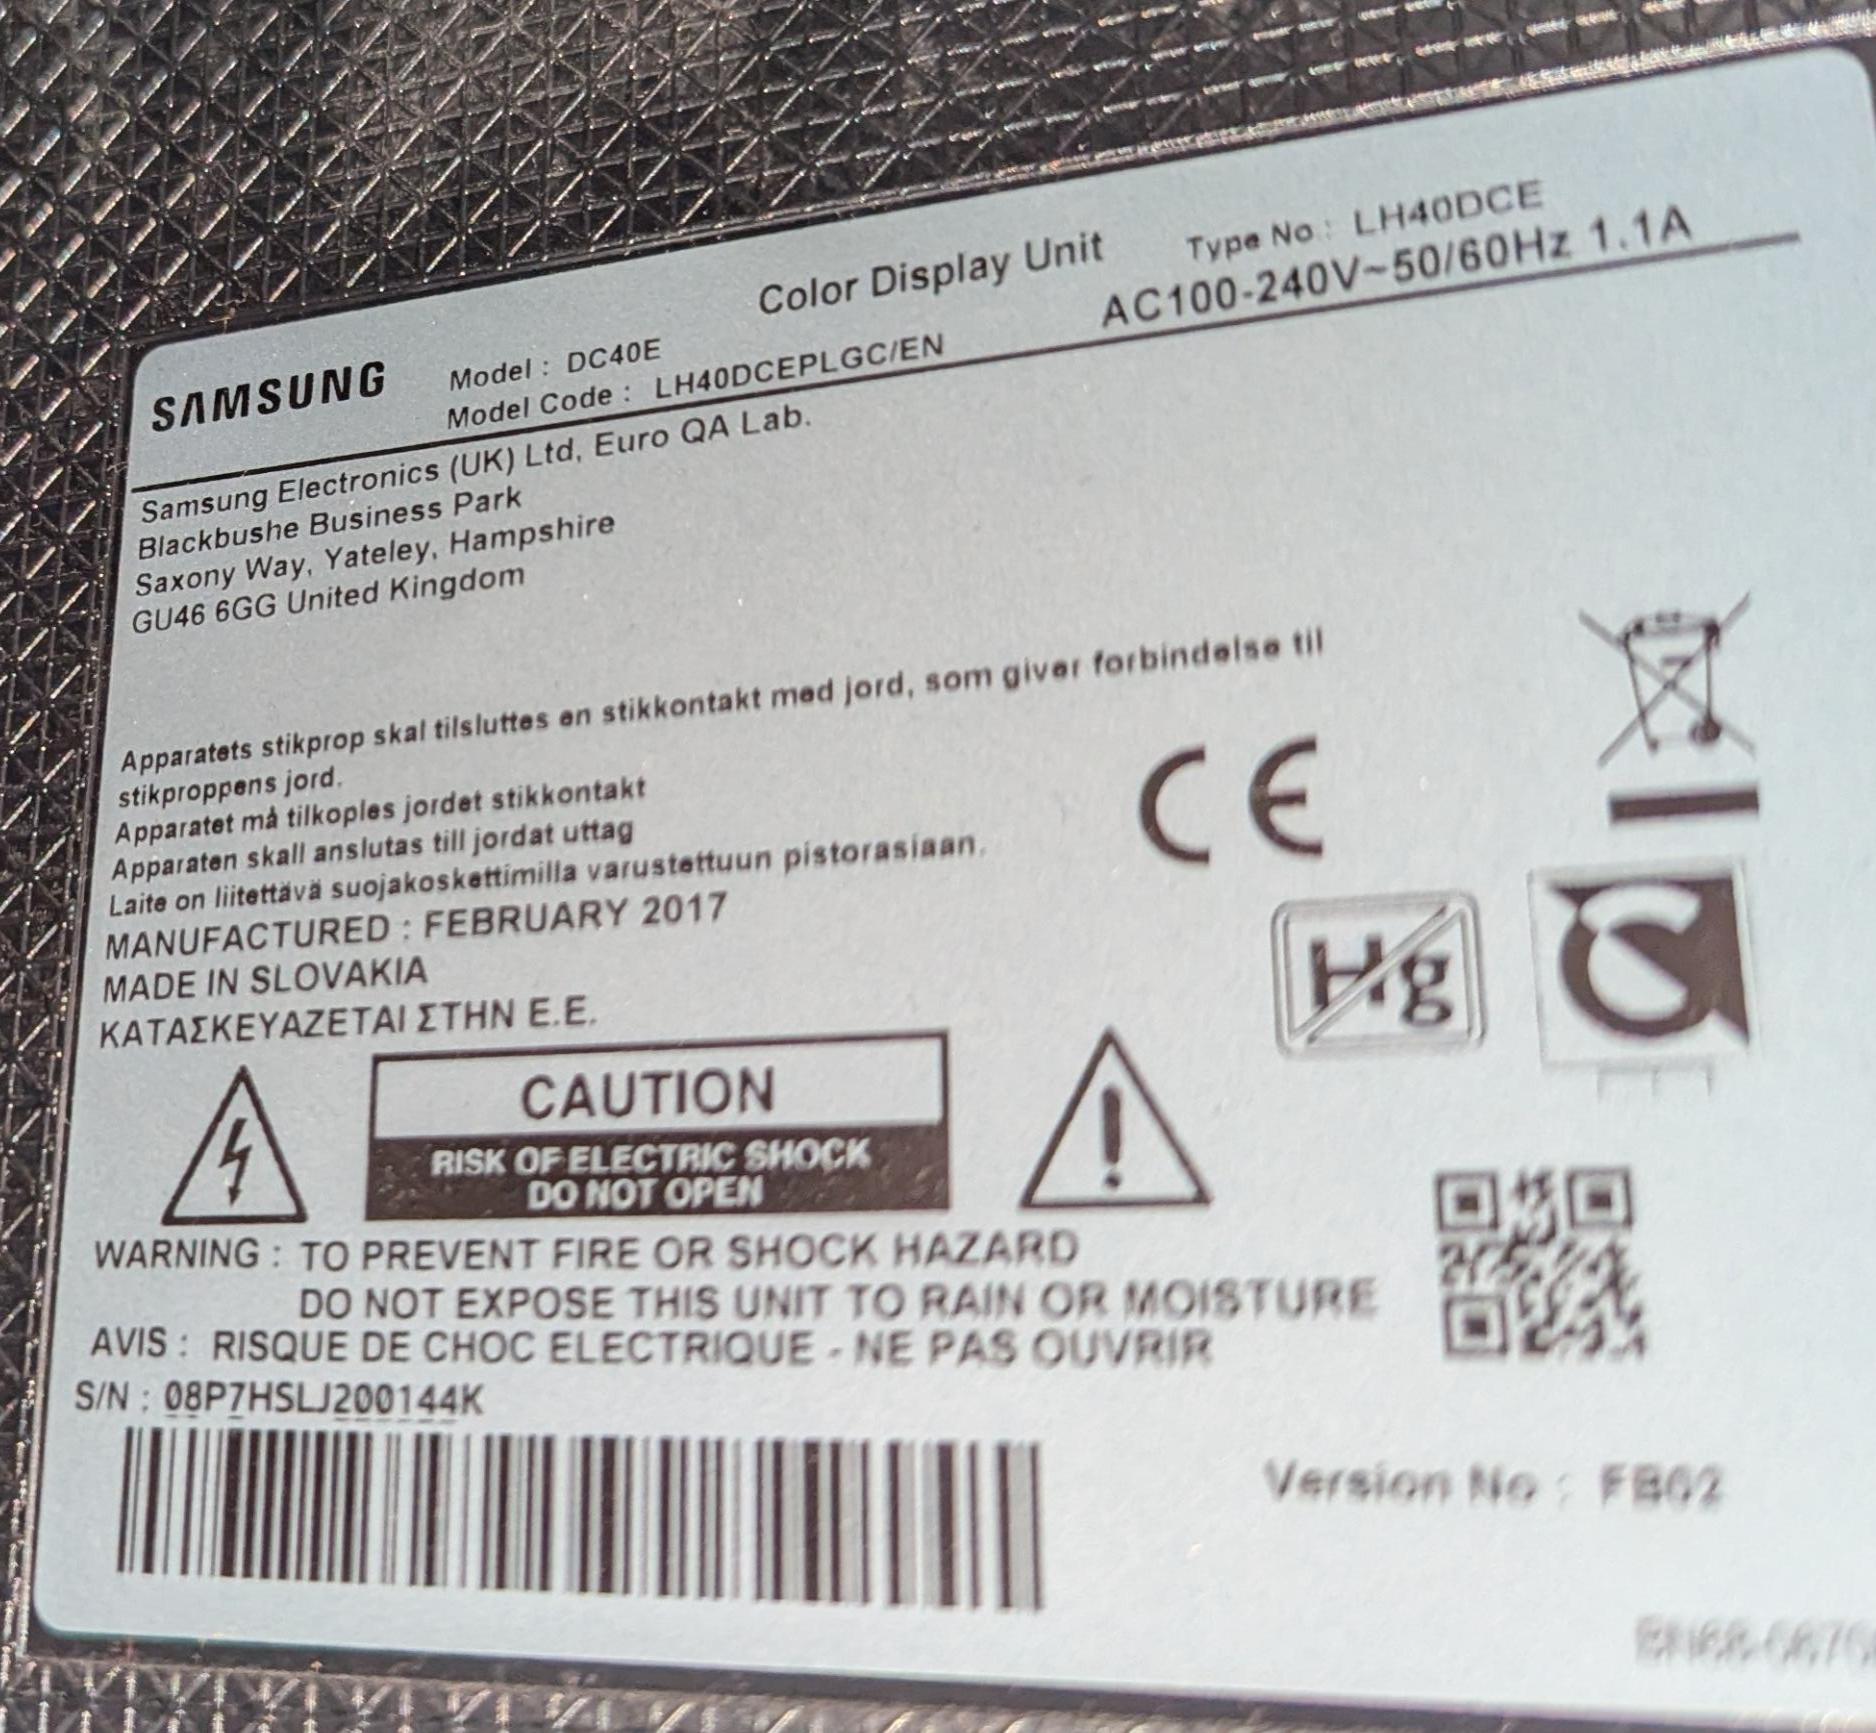 Color Display Unit
Type No : LH40DCE
AC100-240V~50/60Hz 1.1A
SAMSUNG
Model : DC40E
Model Code : LH40DCEPLGC/EN
Samsung Electronics (UK) Ltd, Euro QA Lab.
Blackbushe Business Park
Saxony Way, Yateley, Hampshire
GU46 6GG United Kingdom
Apparatets stikprop skal tilsluttes en stikkontakt med jord, som giver forbindelse til
stikproppens jord.
Apparatet må tilkoples jordet stikkontakt
Apparaten skall anslutas till jordat uttag
Laite on liitettävä suojakoskettimilla varustettuun pistorasiaan.
MANUFACTURED : FEBRUARY 2017
MADE IN SLOVAKIA
ΚΑΤΑΣΚΕΥΑΖΕΤΑΙ ΣΤΗΝ Ε.Ε.
CE
Hg
CAUTION
RISK OF ELECTRIC SHOCK
DO NOT OPEN
WARNING : TO PREVENT FIRE OR SHOCK HAZARD
DO NOT EXPOSE THIS UNIT TO RAIN OR MOISTURE
AVIS : RISQUE DE CHOC ELECTRIQUE - NE PAS OUVRIR
S/N : 08P7HSLJ200144K
Version No : FB02